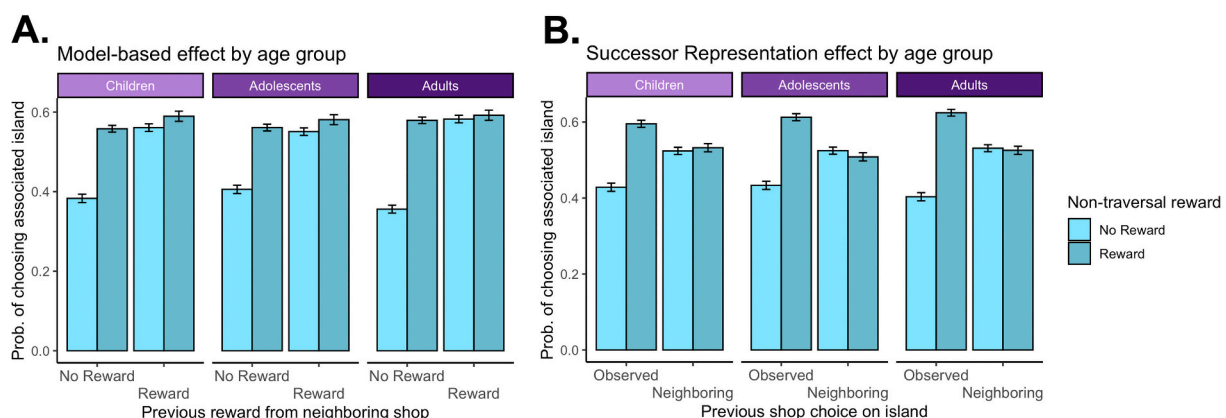 A.
Model-based effect by age group
Children
Adolescents
Adults
Prob. of choosing associated island
0.6
0.4
0.2
0.0
No Reward
Reward
No Reward
Reward
No Reward
Reward
Previous reward from neighboring shop
B.
Successor Representation effect by age group
Children
Adolescents
Adults
Prob. of choosing associated island
0.6
0.4
0.2
0.0
Observed
Neighboring
Observed
Neighboring
Observed
Neighboring
Previous shop choice on island
Non-traversal reward
No Reward
Reward